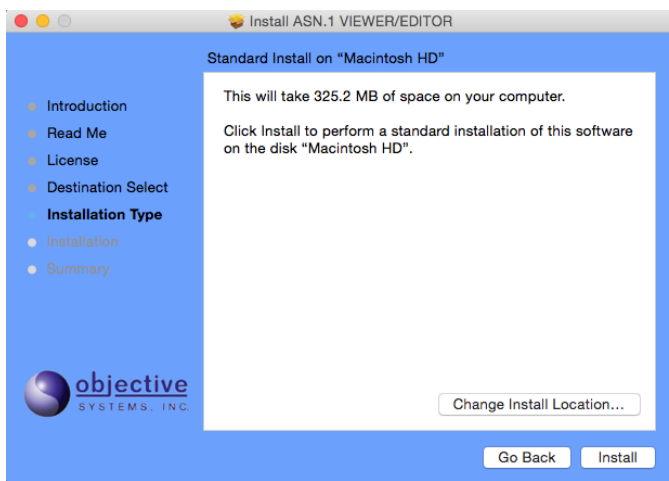 Install ASN.1 VIEWER/EDITOR
Standard Install on “Macintosh HD”
Introduction
Read Me
License
Destination Select
Installation Type
Installation
Summary
This will take 325.2 MB of space on your computer.
Click Install to perform a standard installation of this software
on the disk “Macintosh HD”.
objective
SYSTEMS, INC.
Change Install Location...
Go Back
Install